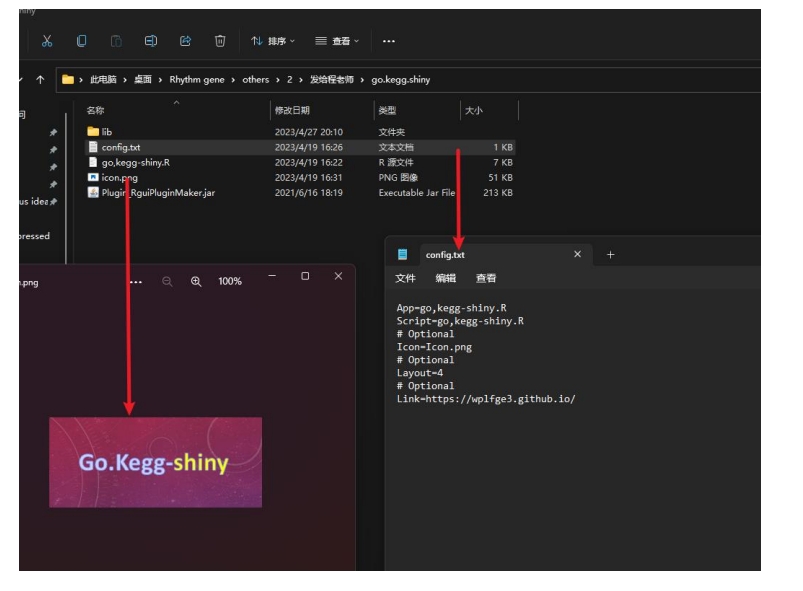 排序 查看 •••
此电脑 › 桌面 › Rhythm gene › others › 2 › 发给程老师 › go.kegg.shiny
名称 修改日期 类型 大小
lib 2023/4/27 20:10 文件夹
config.txt 2023/4/19 16:26 文本文档 1 KB
go,kegg-shiny.R 2023/4/19 16:22 R 源文件 7 KB
icon.png 2023/4/19 16:31 PNG 图像 51 KB
Plugin_RguiPluginMaker.jar 2021/6/16 18:19 Executable Jar File 213 KB
us idea
pressed
n.png ••• 100%
Go.Kegg-shiny
config.txt
文件 编辑 查看
App=go,kegg-shiny.R
Script=go,kegg-shiny.R
# Optional
Icon=Icon.png
# Optional
Layout=4
# Optional
Link=https://wplfge3.github.io/